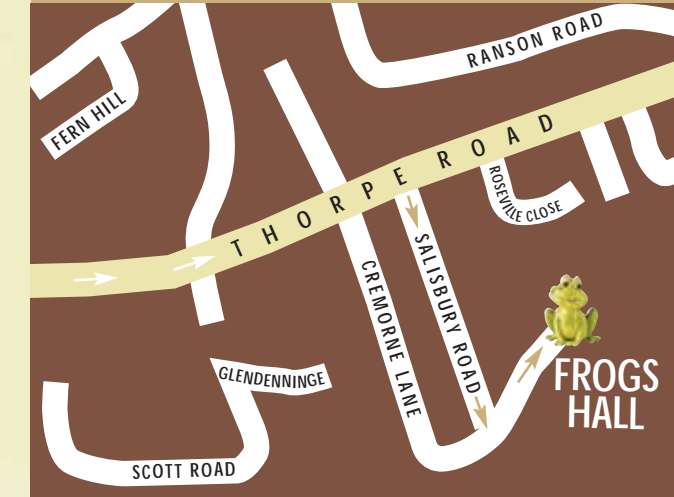 RANSON ROAD
FERN HILL
THORPE ROAD
ROSEVILLE CLOSE
SALISBURY ROAD
CREMORNE LANE
GLENDENNINGE
FROGS
HALL
SCOTT ROAD